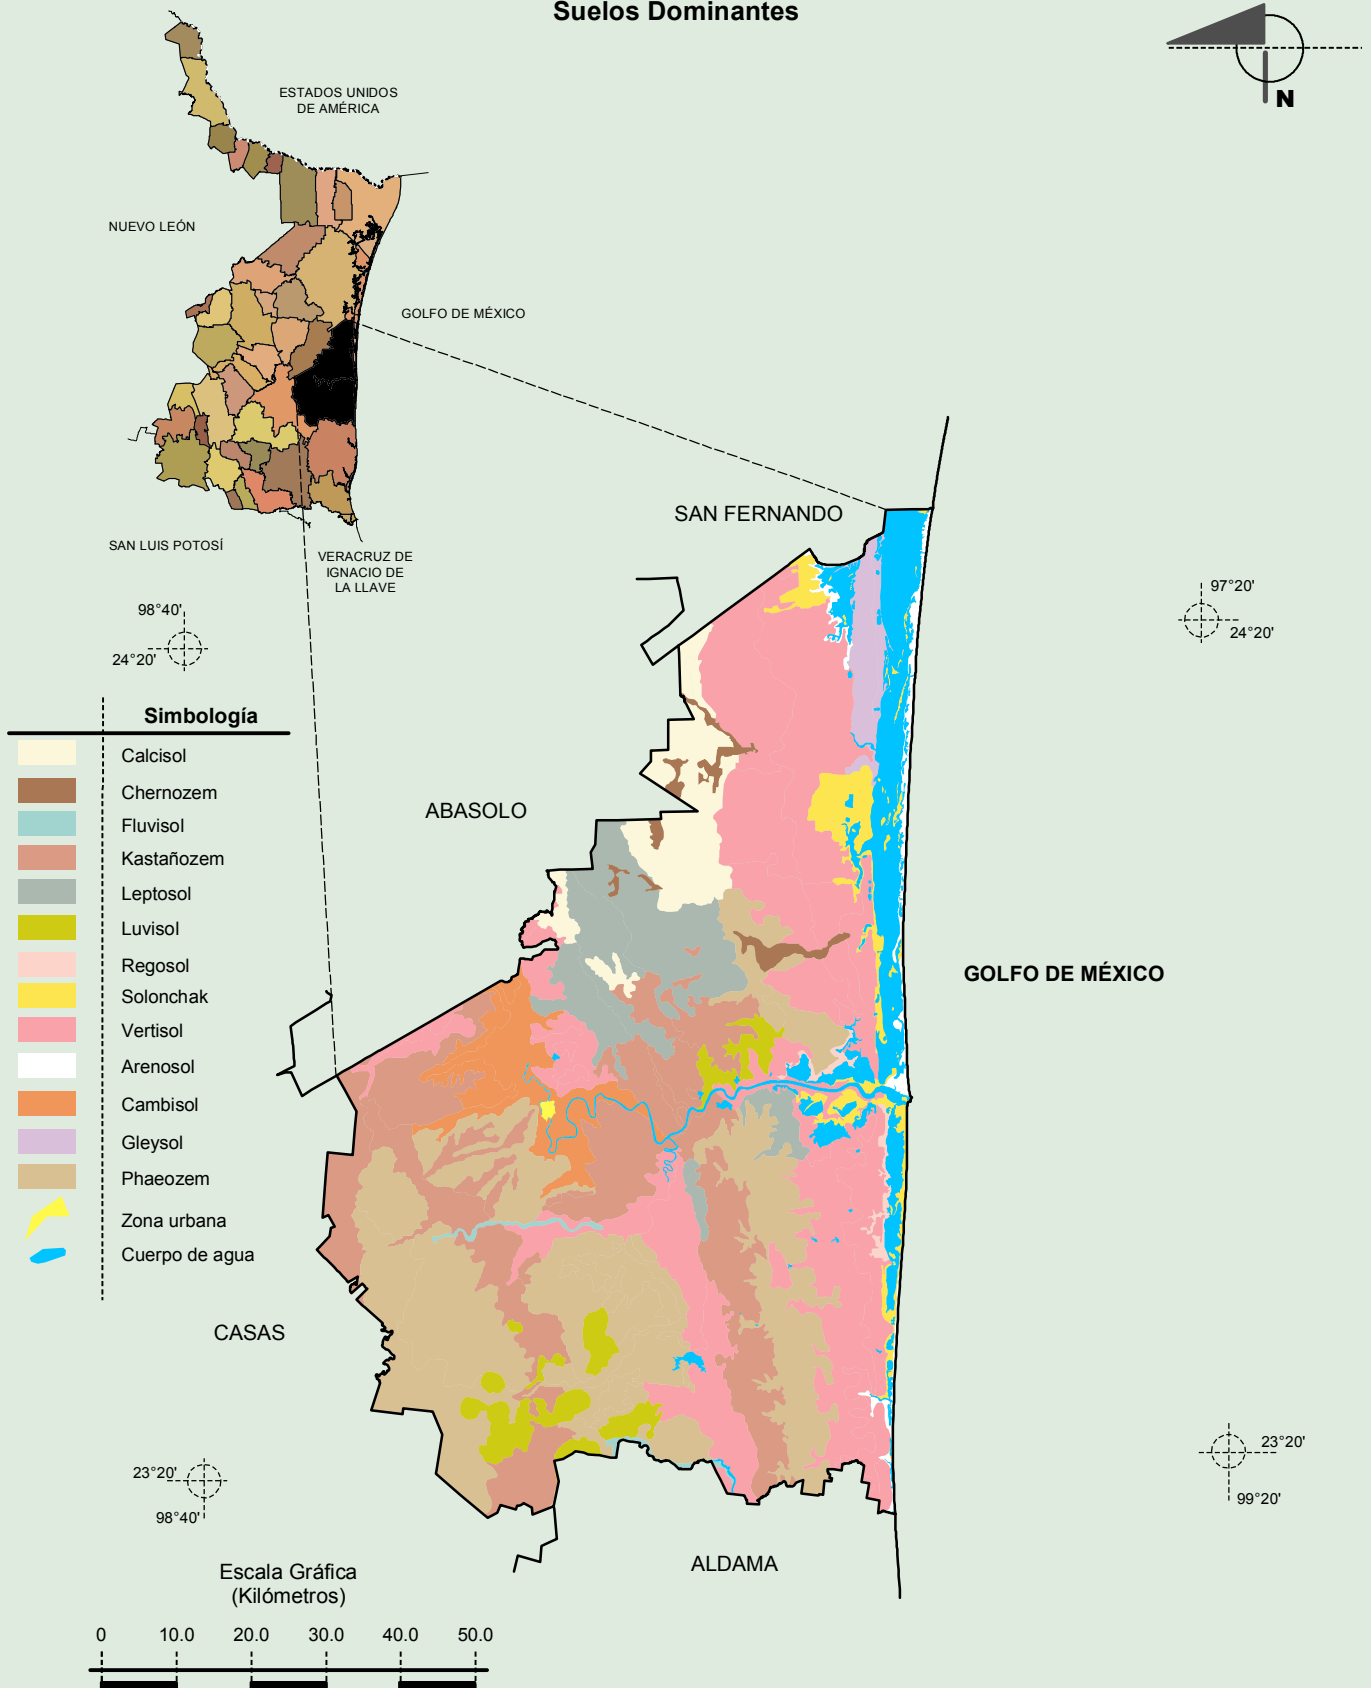 Suelos Dominantes
N
ESTADOS UNIDOS
DE AMÉRICA
NUEVO LEÓN
GOLFO DE MÉXICO
SAN LUIS POTOSÍ
VERACRUZ DE
IGNACIO DE
LA LLAVE
SAN FERNANDO
98°40'
24°20'
97°20'
24°20'
Simbología
Calcisol
Chernozem
Fluvisol
Kastañozem
Leptosol
Luvisol
Regosol
Solonchak
Vertisol
Arenosol
Cambisol
Gleysol
Phaeozem
Zona urbana
Cuerpo de agua
ABASOLO
GOLFO DE MÉXICO
CASAS
ALDAMA
23°20'
98°40'
23°20'
99°20'
Escala Gráfica
(Kilómetros)
0 10.0 20.0 30.0 40.0 50.0